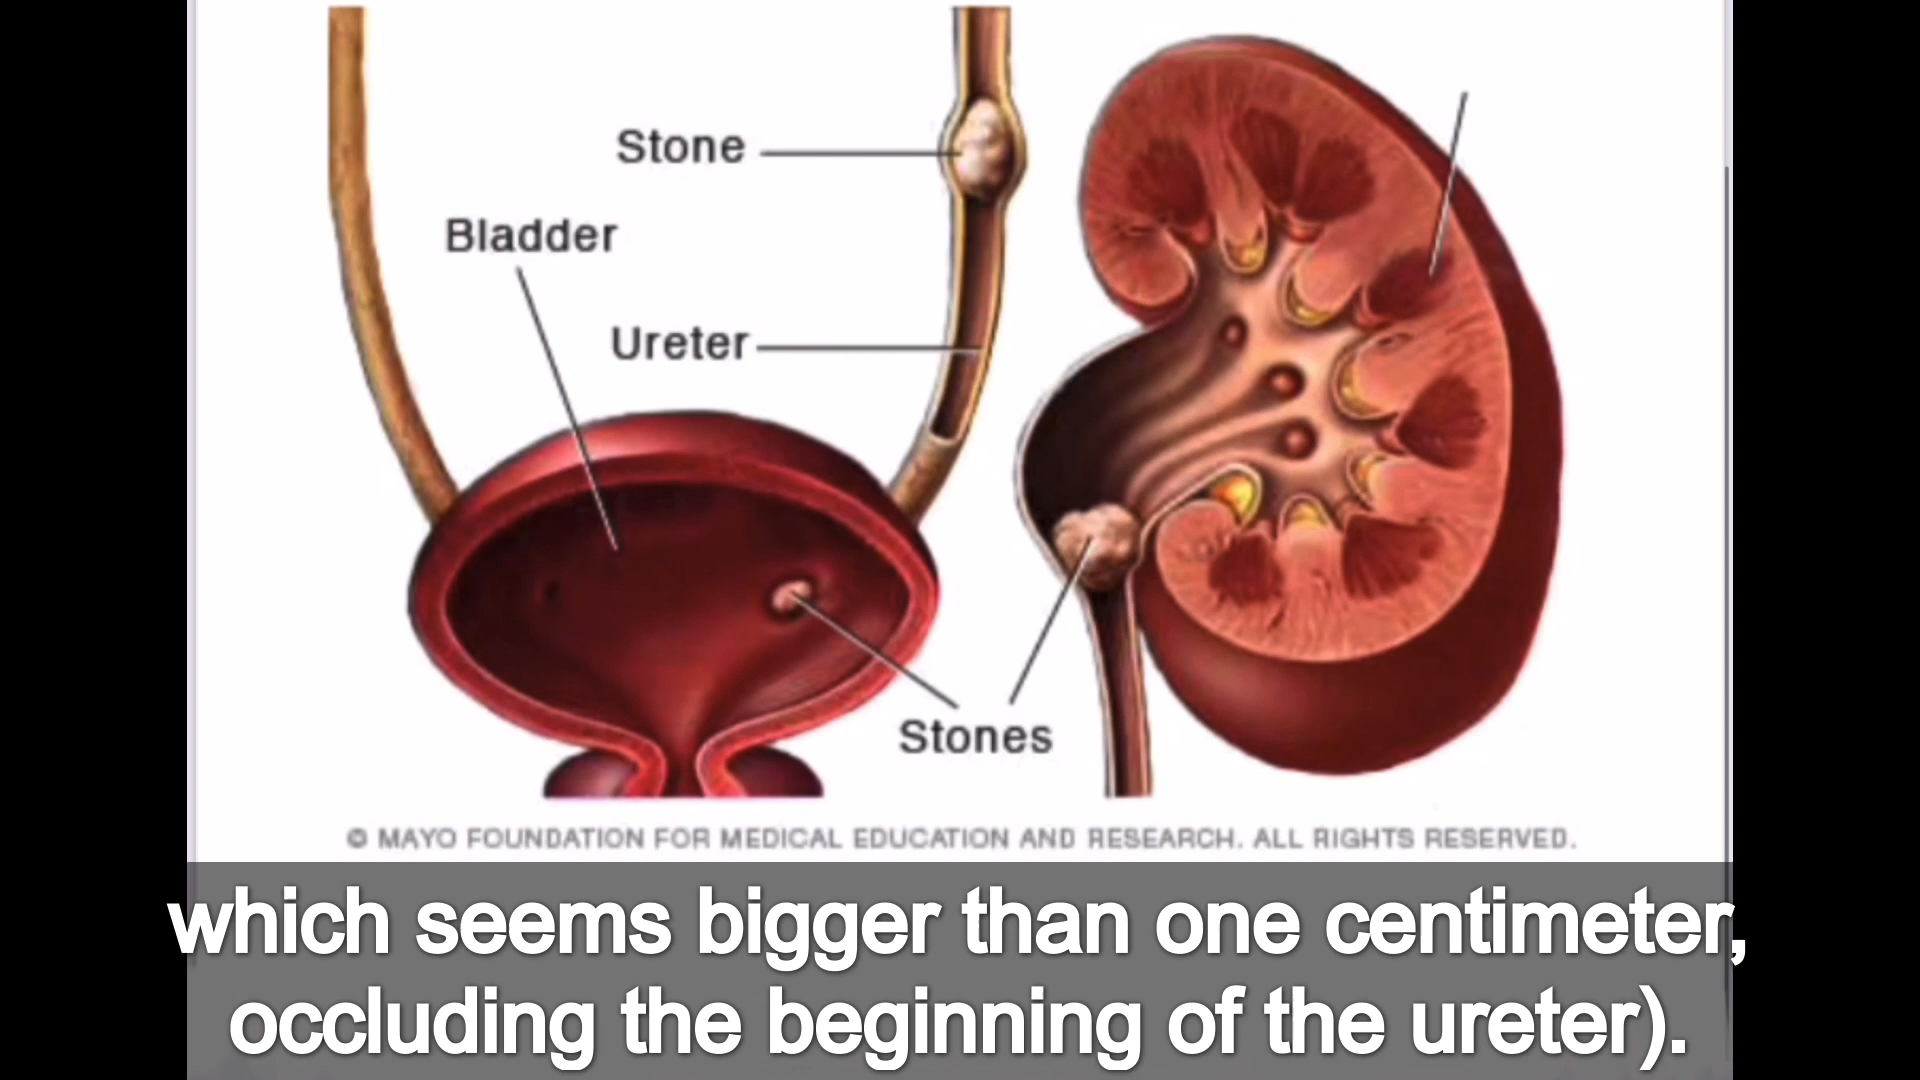 Stone
Bladder
Ureter
Stones
© MAYO FOUNDATION FOR MEDICAL EDUCATION AND RESEARCH. ALL RIGHTS RESERVED.
which seems bigger than one centimeter,
occluding the beginning of the ureter).